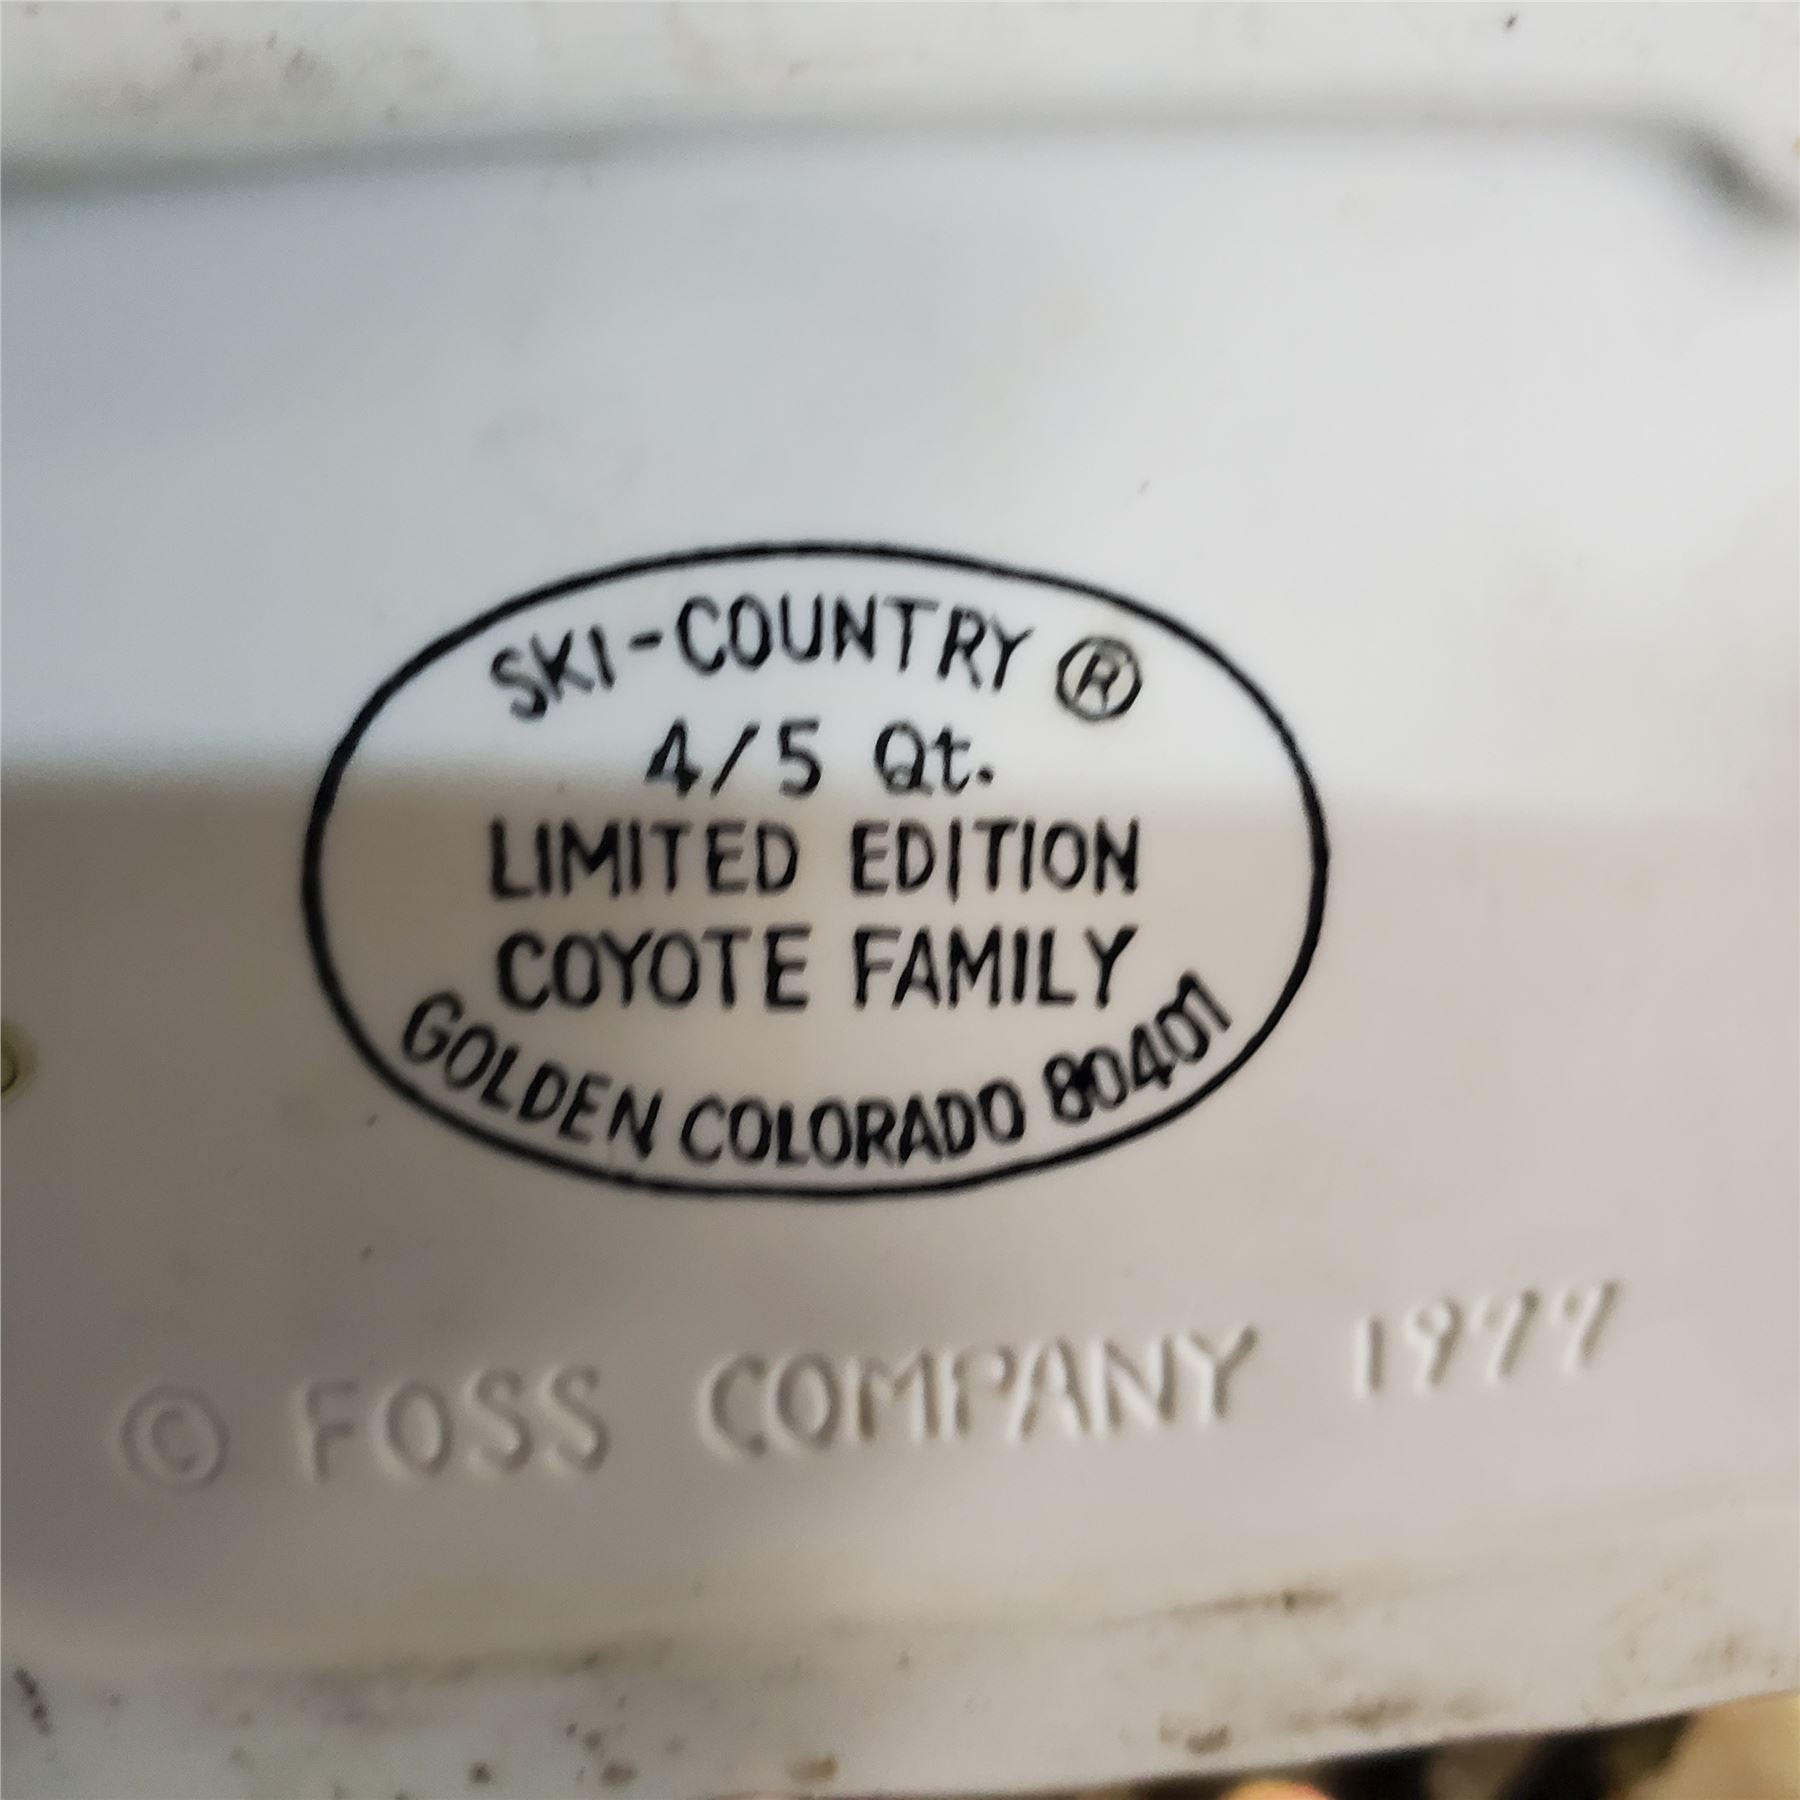 SKI-COUNTRY ®
4/5 Qt.
LIMITED EDITION
COYOTE FAMILY
GOLDEN COLORADO 80401
© FOSS COMPANY 1977